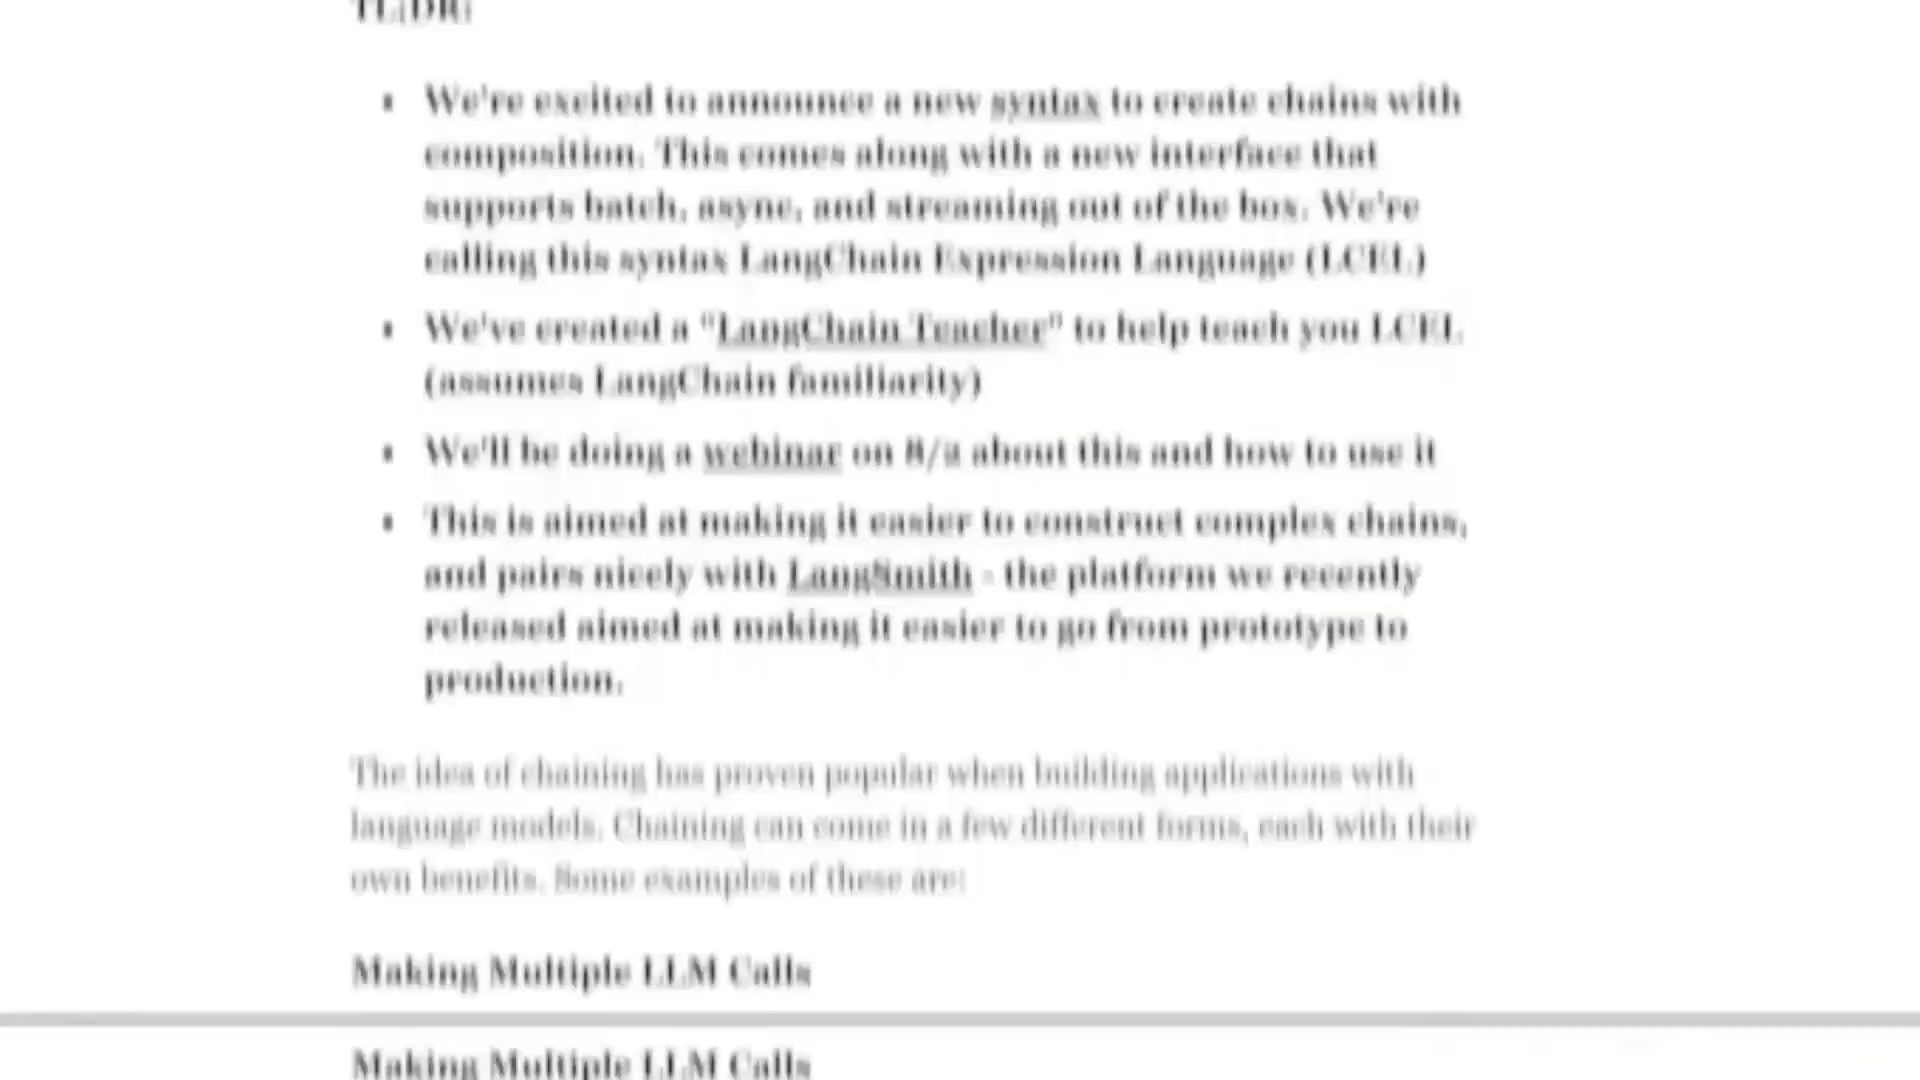 TL;DR:
• We're excited to announce a new syntax to create chains with
composition. This comes along with a new interface that
supports batch, async, and streaming out of the box. We're
calling this syntax LangChain Expression Language (LCEL)
• We've created a "LangChain Teacher" to help teach you LCEL
(assumes LangChain familiarity)
• We'll be doing a webinar on 8/2 about this and how to use it
• This is aimed at making it easier to construct complex chains,
and pairs nicely with LangSmith - the platform we recently
released aimed at making it easier to go from prototype to
production.
The idea of chaining has proven popular when building applications with
language models. Chaining can come in a few different forms, each with their
own benefits. Some examples of these are:
Making Multiple LLM Calls
Making Multiple LLM Calls